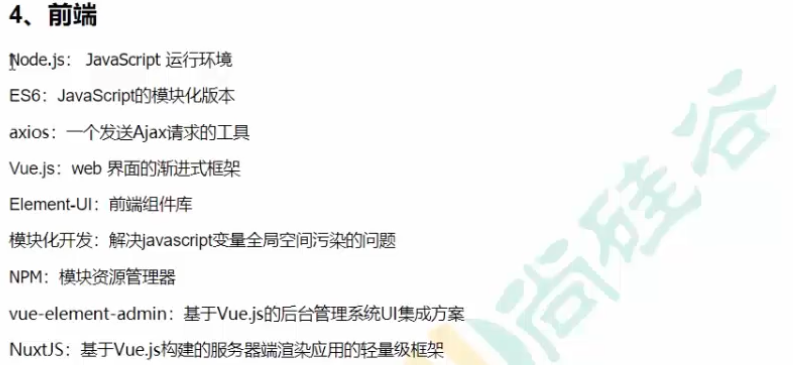 4、前端
Node.js： JavaScript 运行环境
ES6：JavaScript的模块化版本
axios：一个发送Ajax请求的工具
Vue.js：web 界面的渐进式框架
Element-UI：前端组件库
模块化开发：解决javascript变量全局空间污染的问题
NPM：模块资源管理器
vue-element-admin：基于Vue.js的后台管理系统UI集成方案
NuxtJS：基于Vue.js构建的服务器端渲染应用的轻量级框架
尚硅谷